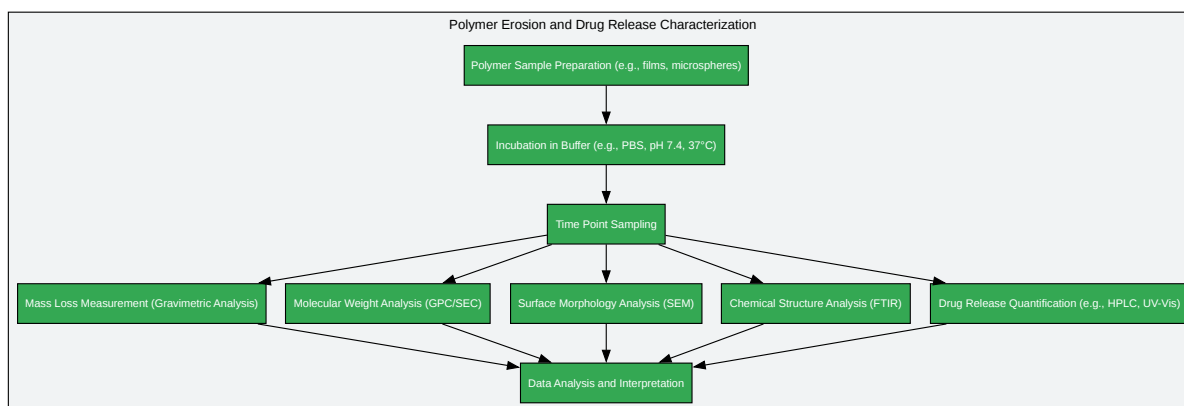 Polymer Erosion and Drug Release Characterization
Polymer Sample Preparation (e.g., films, microspheres)
Incubation in Buffer (e.g., PBS, pH 7.4, 37°C)
Time Point Sampling
Mass Loss Measurement (Gravimetric Analysis)
Molecular Weight Analysis (GPC/SEC)
Surface Morphology Analysis (SEM)
Chemical Structure Analysis (FTIR)
Drug Release Quantification (e.g., HPLC, UV-Vis)
Data Analysis and Interpretation